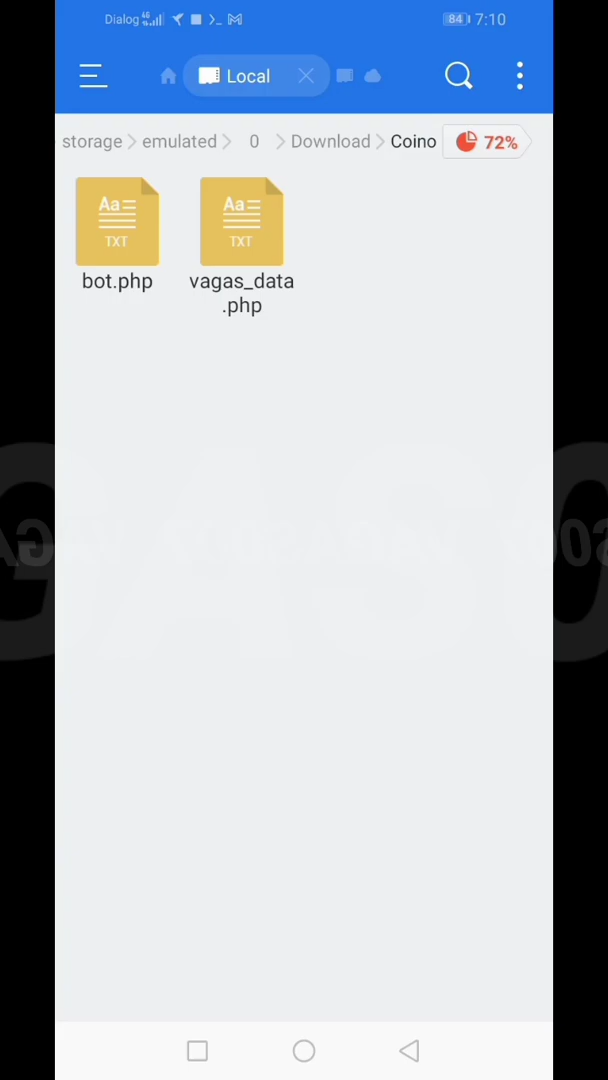 Dialog 4G 84 7:10
Local
storage emulated 0 Download Coino 72%
Aa TXT Aa TXT
bot.php vagas_data
.php